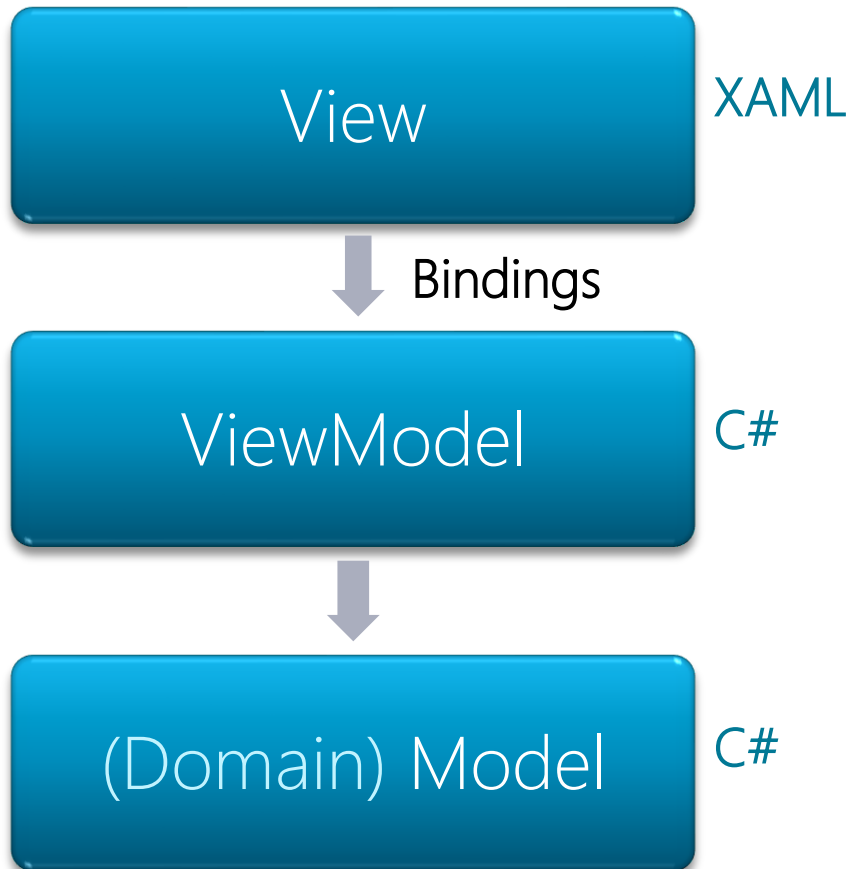 View
XAML
Bindings
ViewModel
C#
(Domain) Model
C#